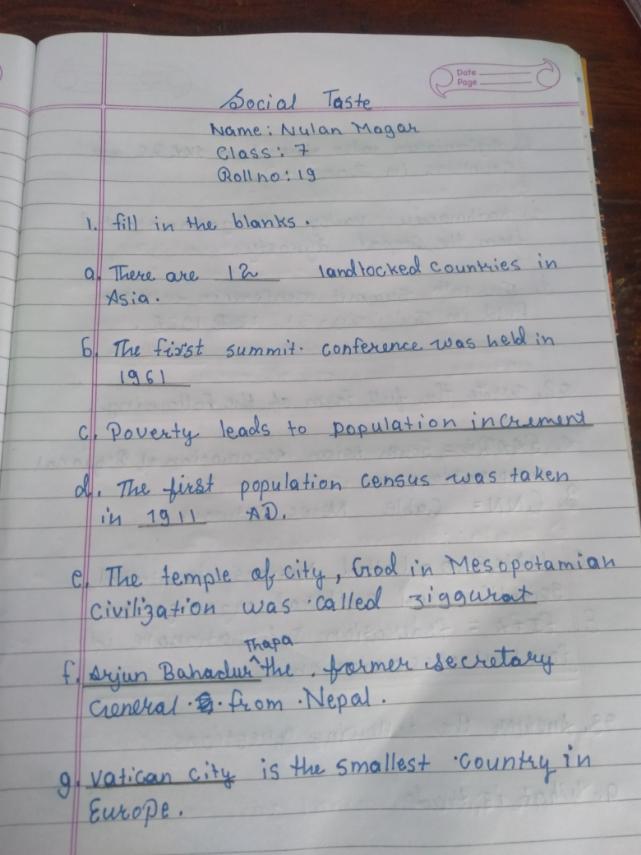 Date
Page
Social Taste
Name: Nulan Magar
Class: 7
Roll no: 19
1. fill in the blanks.
a. There are 12 landlocked countries in
Asia.
b. The first summit. conference was held in
1961
c. Poverty leads to population increment
d. The first population census was taken
in 1911 AD.
e. The temple of city, God in Mesopotamian
civilization was called ziggurat
Thapa
f. Arjun Bahadur ^ the. former secretary
General from Nepal.
g. Vatican city is the smallest country in
Europe.